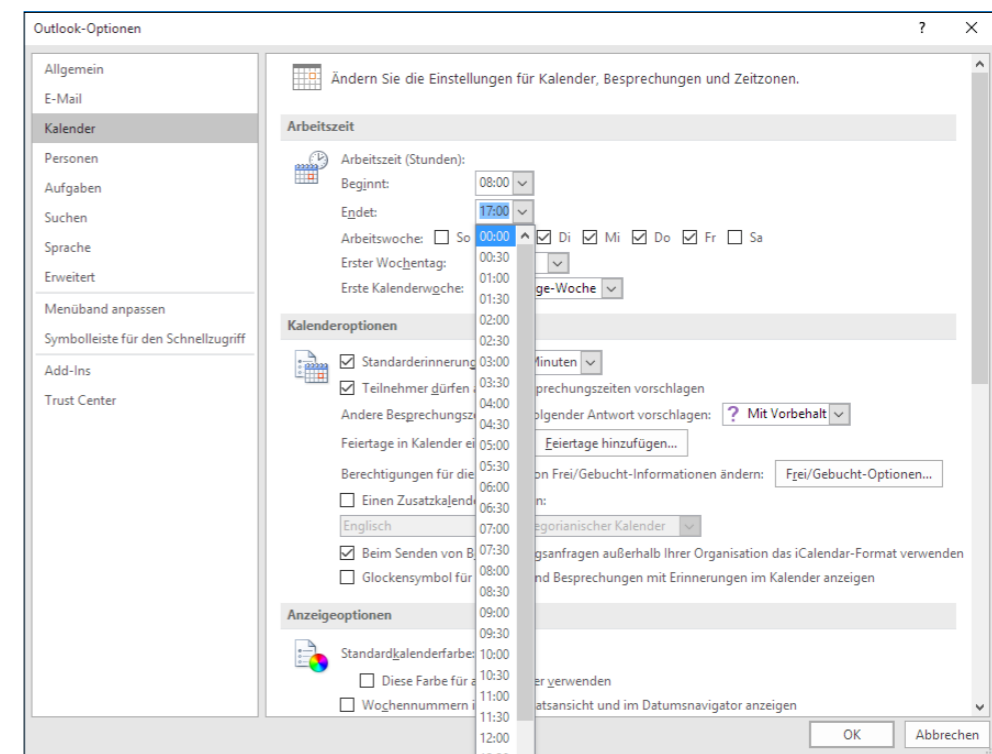 Outlook-Optionen ? ×
Allgemein
E-Mail
Kalender
Personen
Aufgaben
Suchen
Sprache
Erweitert
Menüband anpassen
Symbolleiste für den Schnellzugriff
Add-Ins
Trust Center
Ändern Sie die Einstellungen für Kalender, Besprechungen und Zeitzonen.
Arbeitszeit
Arbeitszeit (Stunden):
Beginnt: 08:00
Endet: 17:00
Arbeitswoche: So Di Mi Do Fr Sa
Erster Wochentag:
Erste Kalenderwoche: ge-Woche
Kalenderoptionen
Standarderinnerung Minuten
Teilnehmer dürfen prechungszeiten vorschlagen
Andere Besprechungsze olgender Antwort vorschlagen: ? Mit Vorbehalt
Feiertage in Kalender ei Feiertage hinzufügen...
Berechtigungen für die on Frei/Gebucht-Informationen ändern: Frei/Gebucht-Optionen...
Einen Zusatzkalende n:
Englisch egorianischer Kalender
Beim Senden von B gsanfragen außerhalb Ihrer Organisation das iCalendar-Format verwenden
Glockensymbol für nd Besprechungen mit Erinnerungen im Kalender anzeigen
Anzeigeoptionen
Standardkalenderfarbe:
Diese Farbe für a er verwenden
Wochennummern i atsansicht und im Datumsnavigator anzeigen
00:00
00:30
01:00
01:30
02:00
02:30
03:00
03:30
04:00
04:30
05:00
05:30
06:00
06:30
07:00
07:30
08:00
08:30
09:00
09:30
10:00
10:30
11:00
11:30
12:00
OK Abbrechen